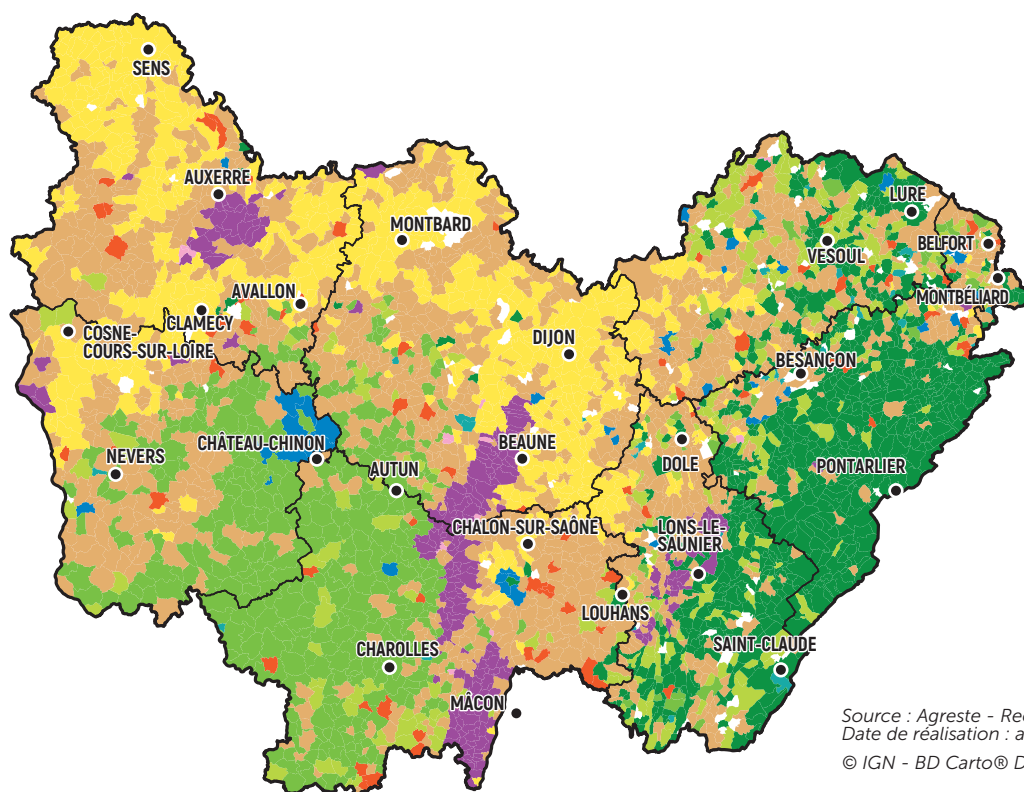 SENS
AUXERRE
MONTBARD
LURE
BELFORT
VESOUL
AVALLON
MONTBÉLIARD
CLAMECY
COSNE-
COURS-SUR-LOÎRE
DIJON
BESANÇON
CHÂTEAU-CHINON
BEAUNE
NEVERS
AUTUN
DOLE
PONTARLIER
CHALON-SUR-SAÔNE
LONS-LE-
SAUNIER
LOUHANS
SAINT-CLAUDE
CHAROLLES
MÂCON
Source : Agreste - Re
Date de réalisation : a
© IGN - BD Carto® D